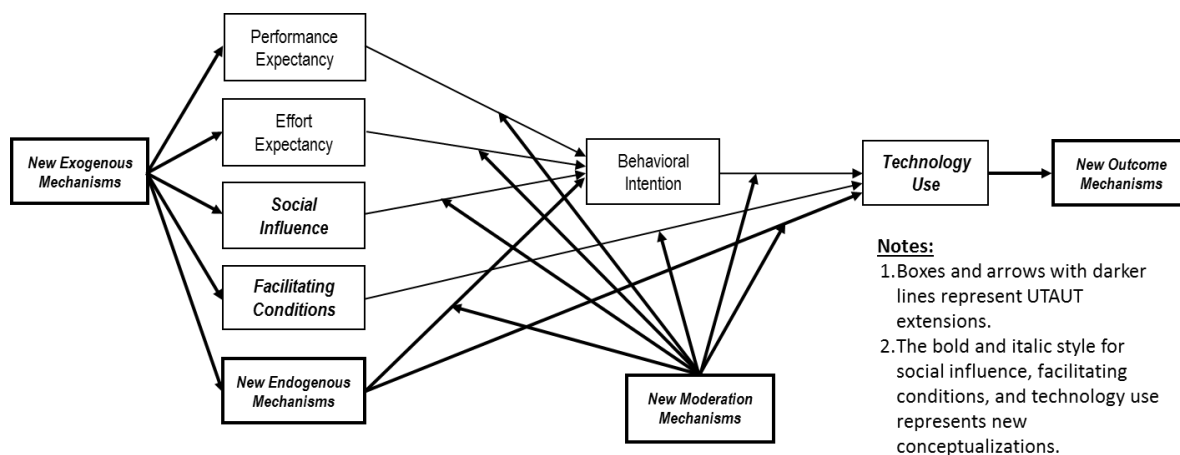 Performance
Expectancy
Effort
Expectancy
New Exogenous
Mechanisms
Social
Influence
Facilitating
Conditions
New Endogenous
Mechanisms
Behavioral
Intention
New Moderation
Mechanisms
Technology
Use
New Outcome
Mechanisms
Notes:
1.Boxes and arrows with darker
lines represent UTAUT
extensions.
2.The bold and italic style for
social influence, facilitating
conditions, and technology use
represents new
conceptualizations.